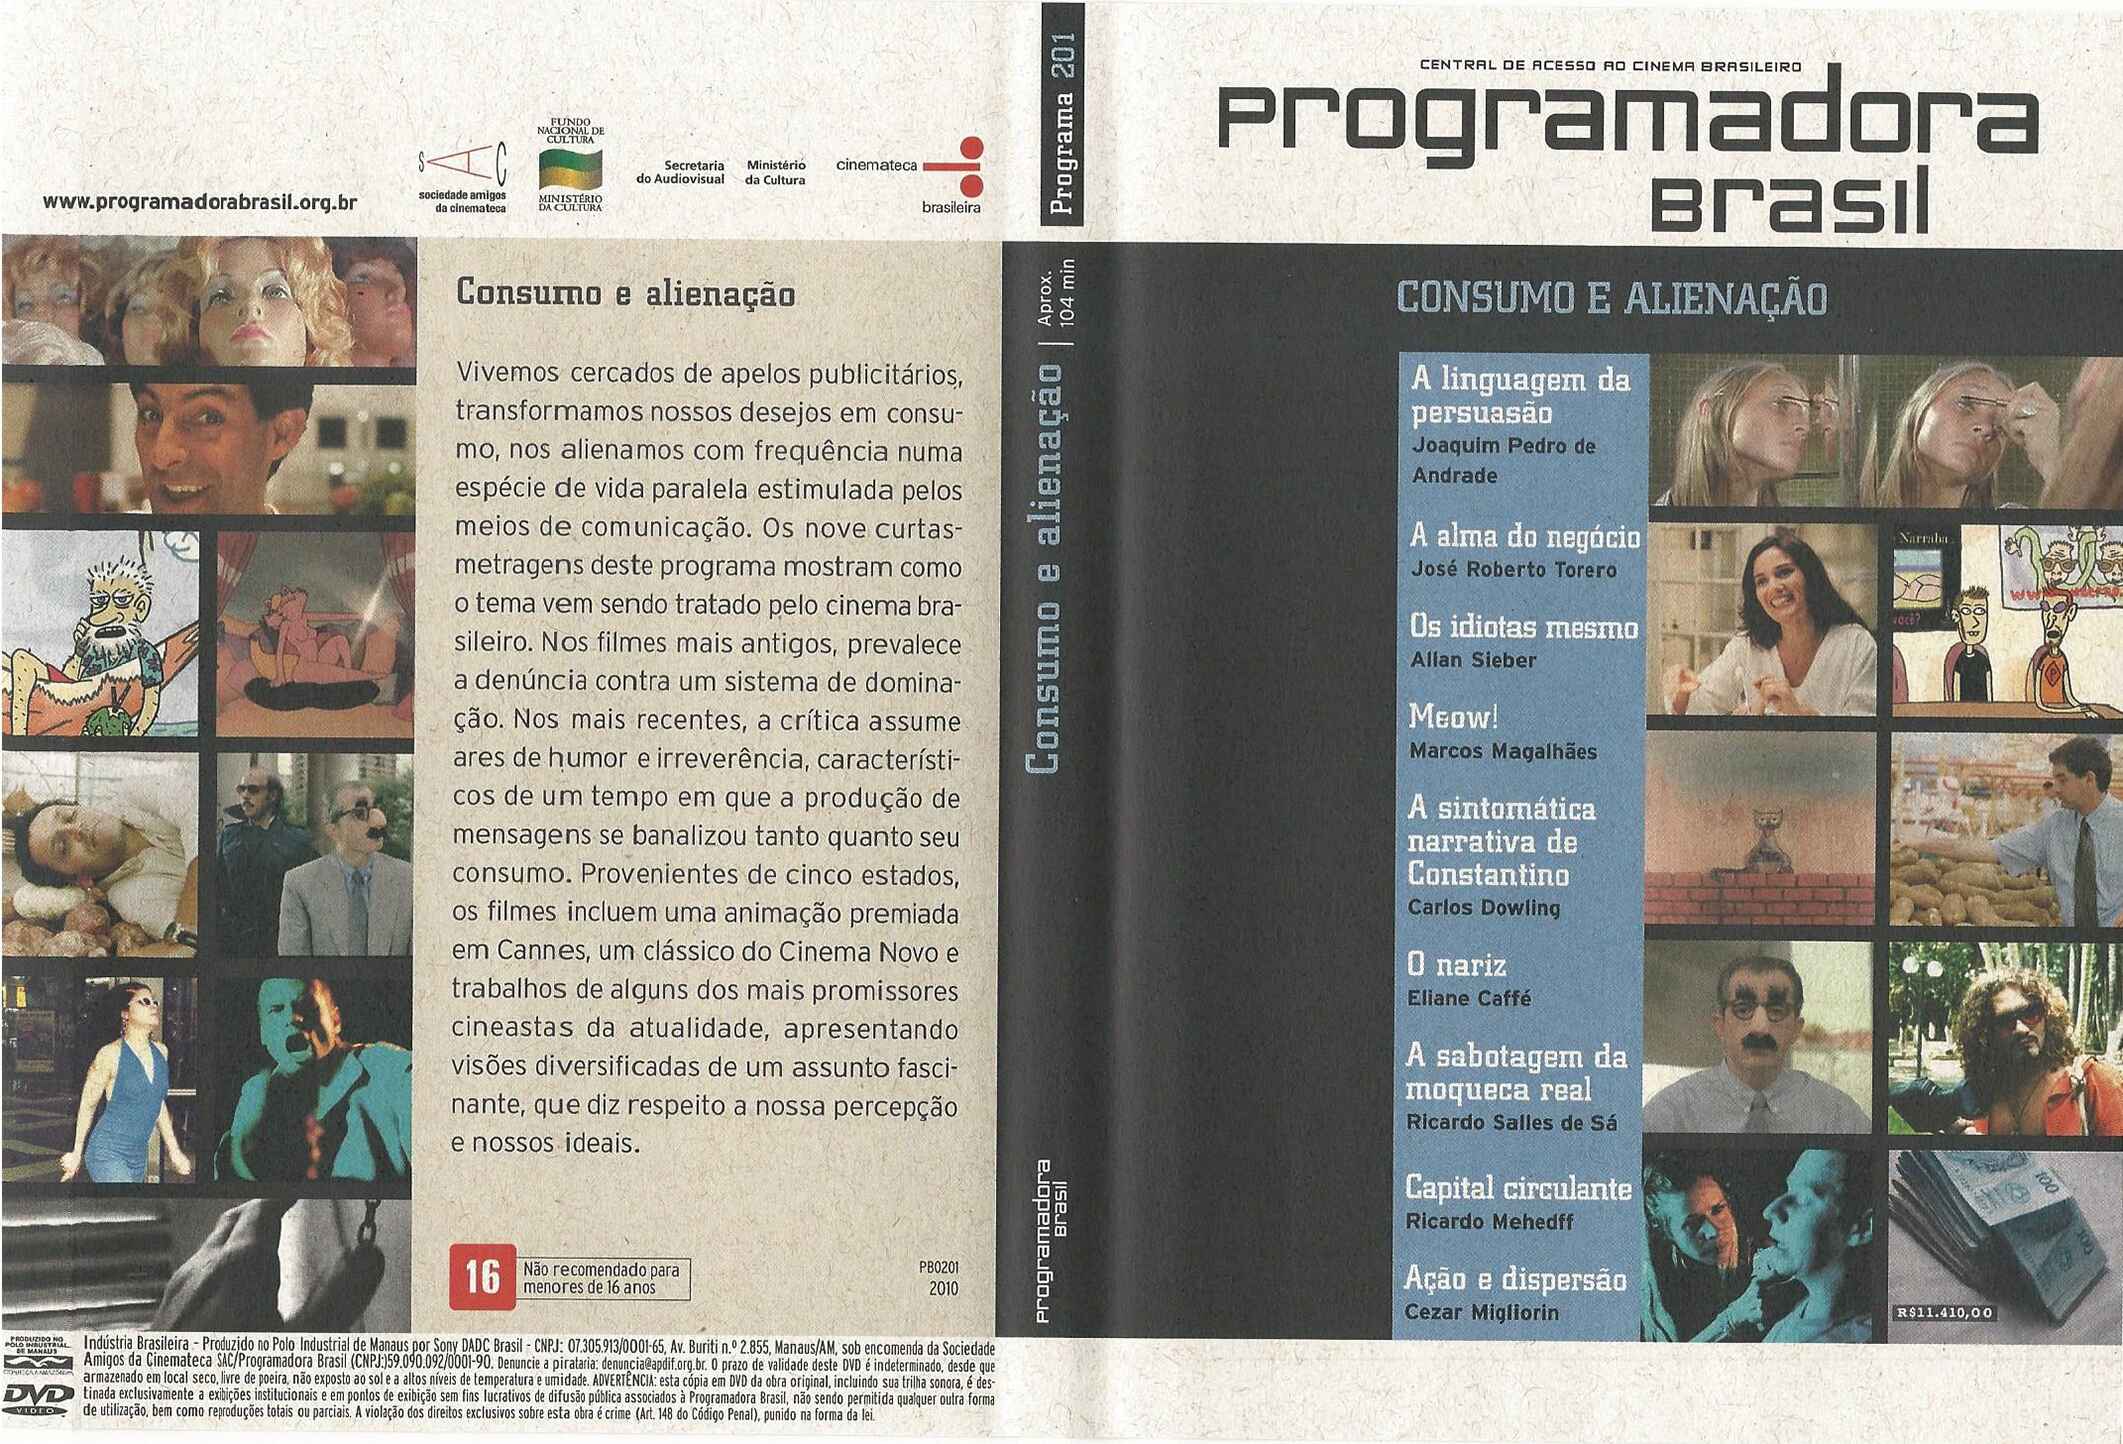 www.programadorabrasil.org.br
SAC
sociedade amigos
da cinemateca
FUNDO
NACIONAL DE
CULTURA
MINISTÉRIO
DA CULTURA
Secretaria
do Audiovisual
Ministério
da Cultura
cinemateca
brasileira
Consumo e alienação
Vivemos cercados de apelos publicitários,
transformamos nossos desejos em consu-
mo, nos alienamos com frequência numa
espécie de vida paralela estimulada pelos
meios de comunicação. Os nove curtas-
metragens deste programa mostram como
o tema vem sendo tratado pelo cinema bra-
sileiro. Nos filmes mais antigos, prevalece
a denúncia contra um sistema de domina-
ção. Nos mais recentes, a crítica assume
ares de humor e irreverência, característi-
cos de um tempo em que a produção de
mensagens se banalizou tanto quanto seu
consumo. Provenientes de cinco estados,
os filmes incluem uma animação premiada
em Cannes, um clássico do Cinema Novo e
trabalhos de alguns dos mais promissores
cineastas da atualidade, apresentando
visões diversificadas de um assunto fasci-
nante, que diz respeito a nossa percepção
e nossos ideais.
16
Não recomendado para
menores de 16 anos
PB0201
2010
PRODUZIDO NO
PÓLO INDUSTRIAL
DE MANAUS
CONHEÇA A AMAZÔNIA
DVD
VIDEO
Indústria Brasileira - Produzido no Polo Industrial de Manaus por Sony DADC Brasil - CNPJ: 07.305.913/0001-65, Av. Buriti n.º 2.855, Manaus/AM, sob encomenda da Sociedade
Amigos da Cinemateca SAC/Programadora Brasil (CNPJ:)59.090.092/0001-90. Denuncie a pirataria: denuncia@apdif.org.br. O prazo de validade deste DVD é indeterminado, desde que
armazenado em local seco, livre de poeira, não exposto ao sol e a altos níveis de temperatura e umidade. ADVERTÊNCIA: esta cópia em DVD da obra original, incluindo sua trilha sonora, é des-
tinada exclusivamente a exibições institucionais e em pontos de exibição sem fins lucrativos de difusão pública associados à Programadora Brasil, não sendo permitida qualquer outra forma
de utilização, bem como reproduções totais ou parciais. A violação dos direitos exclusivos sobre esta obra é crime (Art. 148 do Código Penal), punido na forma da lei.
Programa 201
Consumo e alienação
Aprox.
104 min
Programadora
Brasil
CENTRAL DE ACESSO AO CINEMA BRASILEIRO
Programadora
Brasil
CONSUMO E ALIENAÇÃO
A linguagem da
persuasão
Joaquim Pedro de
Andrade
A alma do negócio
José Roberto Torero
Os idiotas mesmo
Allan Sieber
Meow!
Marcos Magalhães
A sintomática
narrativa de
Constantino
Carlos Dowling
O nariz
Eliane Caffé
A sabotagem da
moqueca real
Ricardo Salles de Sá
Capital circulante
Ricardo Mehedff
Ação e dispersão
Cezar Migliorin
Narraba
100
R$11.410,00